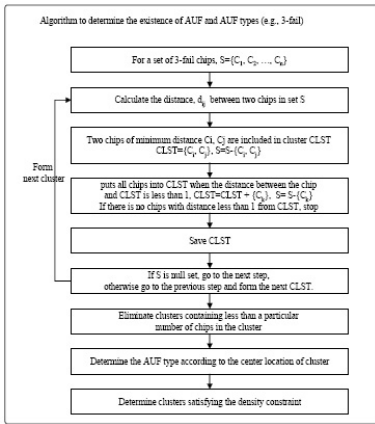 Algorithm to determine the existence of AUF and AUF types (e.g., 3-fail)
For a set of 3-fail chips, S={C1, C2, ..., Cn}
Calculate the distance, dij between two chips in set S
Two chips of minimum distance Ci, Cj are included in cluster CLST
CLST={Ci, Cj}, S=S-{Ci, Cj}
Form
next cluster
puts all chips into CLST when the distance between the chip
and CLST is less than 1, CLST=CLST + {Ck}, S= S-{Ck}
If there is no chips with distance less than 1 from CLST, stop
Save CLST
If S is null set, go to the next step,
otherwise go to the previous step and form the next CLST.
Eliminate clusters containing less than a particular
number of chips in the cluster
Determine the AUF type according to the center location of cluster
Determine clusters satisfying the density constraint